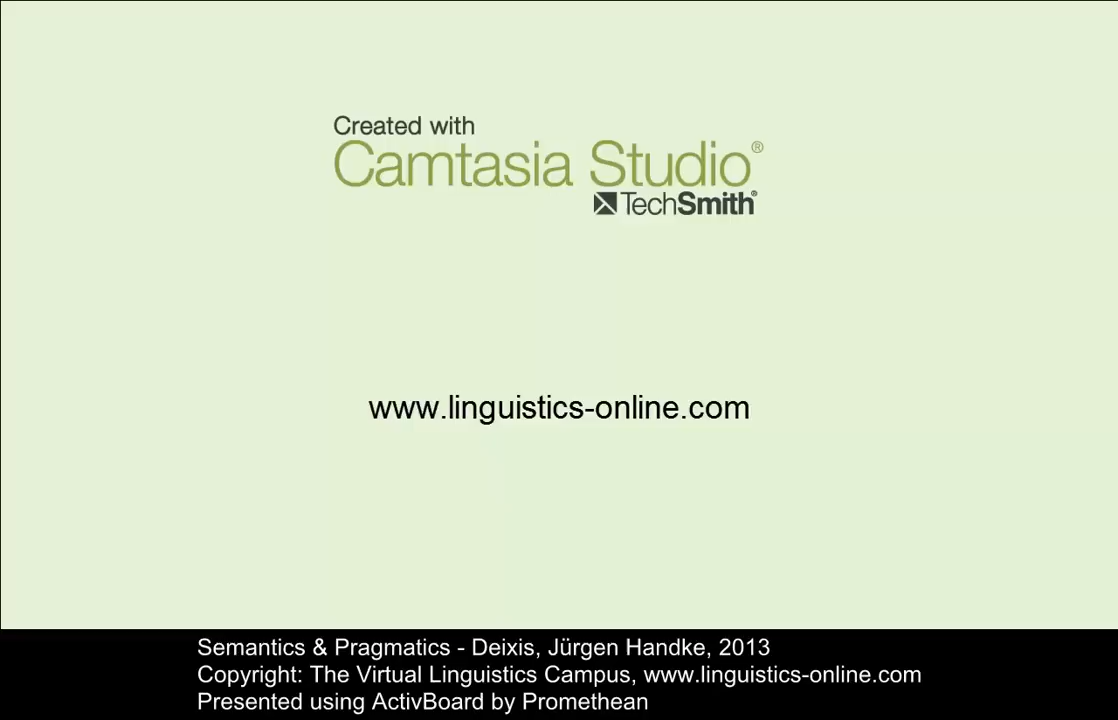 Created with
Camtasia Studio®
TechSmith®
www.linguistics-online.com
Semantics & Pragmatics - Deixis, Jürgen Handke, 2013
Copyright: The Virtual Linguistics Campus, www.linguistics-online.com
Presented using ActivBoard by Promethean